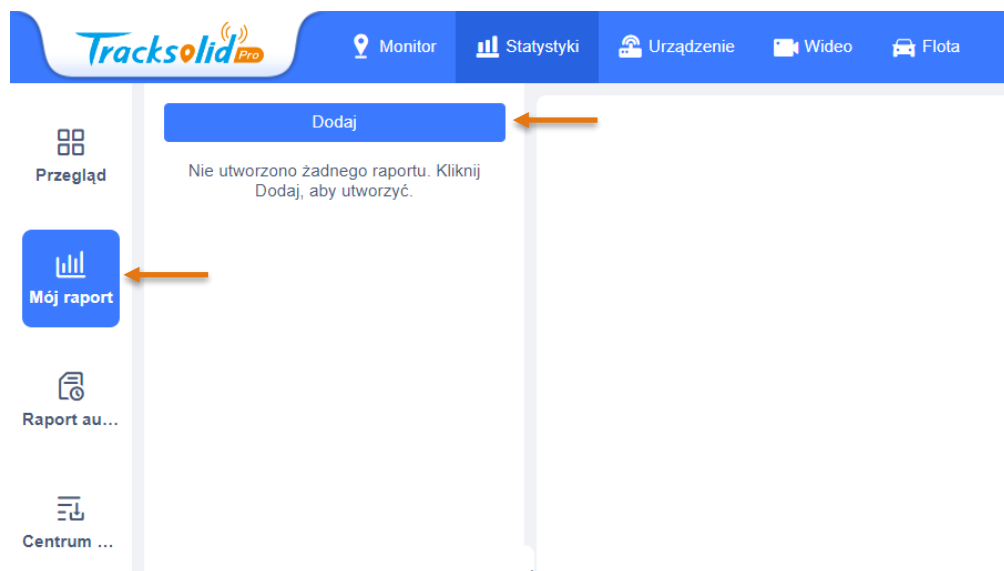 Tracksolid Pro
Monitor
Statystyki
Urządzenie
Wideo
Flota
Przegląd
Mój raport
Raport au...
Centrum ...
Dodaj
Nie utworzono żadnego raportu. Kliknij
Dodaj, aby utworzyć.